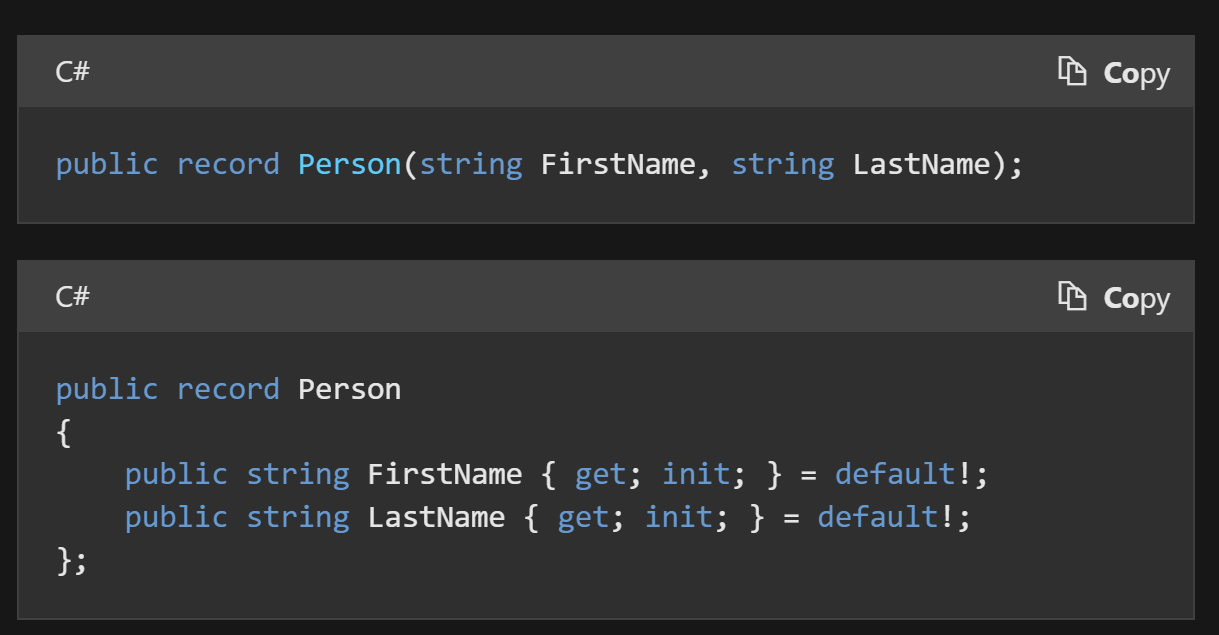 C#
Copy
public record Person(string FirstName, string LastName);
C#
Copy
public record Person
{
    public string FirstName { get; init; } = default!;
    public string LastName { get; init; } = default!;
};